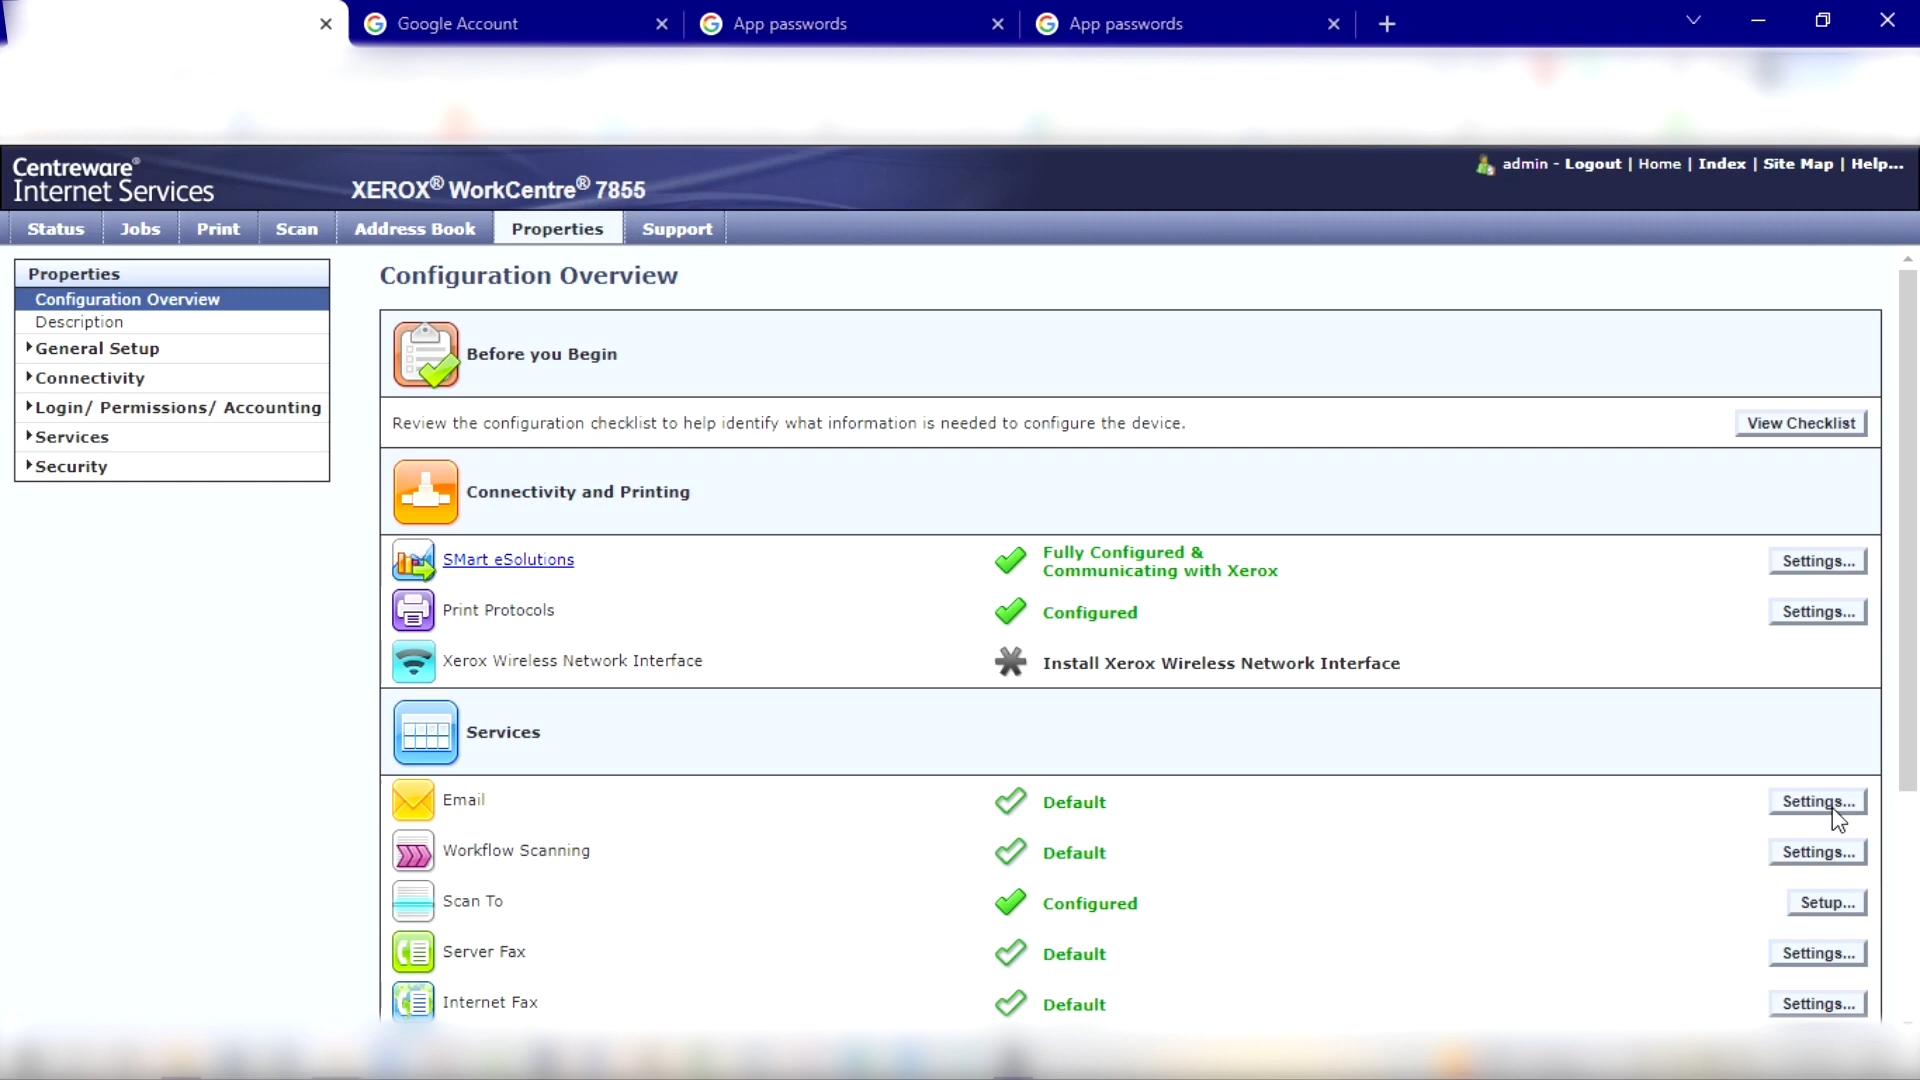 Google Account
App passwords
App passwords
Centreware®
Internet Services
XEROX® WorkCentre® 7855
admin - Logout | Home | Index | Site Map | Help...
Status
Jobs
Print
Scan
Address Book
Properties
Support
Properties
Configuration Overview
Description
General Setup
Connectivity
Login/ Permissions/ Accounting
Services
Security
Configuration Overview
Before you Begin
Review the configuration checklist to help identify what information is needed to configure the device.
View Checklist
Connectivity and Printing
SMart eSolutions
Fully Configured &
Communicating with Xerox
Settings...
Print Protocols
Configured
Settings...
Xerox Wireless Network Interface
Install Xerox Wireless Network Interface
Services
Email
Default
Settings...
Workflow Scanning
Default
Settings...
Scan To
Configured
Setup...
Server Fax
Default
Settings...
Internet Fax
Default
Settings...